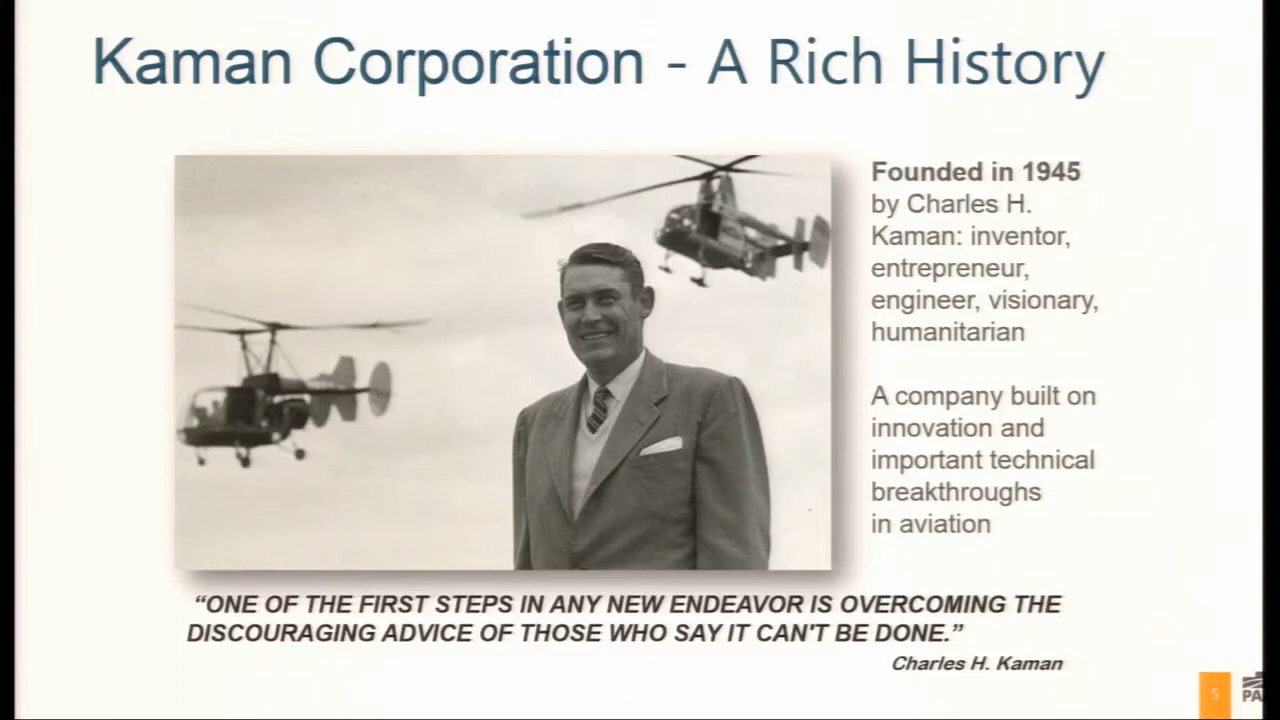 Kaman Corporation - A Rich History
Founded in 1945
by Charles H.
Kaman: inventor,
entrepreneur,
engineer, visionary,
humanitarian
A company built on
innovation and
important technical
breakthroughs
in aviation
“ONE OF THE FIRST STEPS IN ANY NEW ENDEAVOR IS OVERCOMING THE
DISCOURAGING ADVICE OF THOSE WHO SAY IT CAN'T BE DONE.”
Charles H. Kaman
5